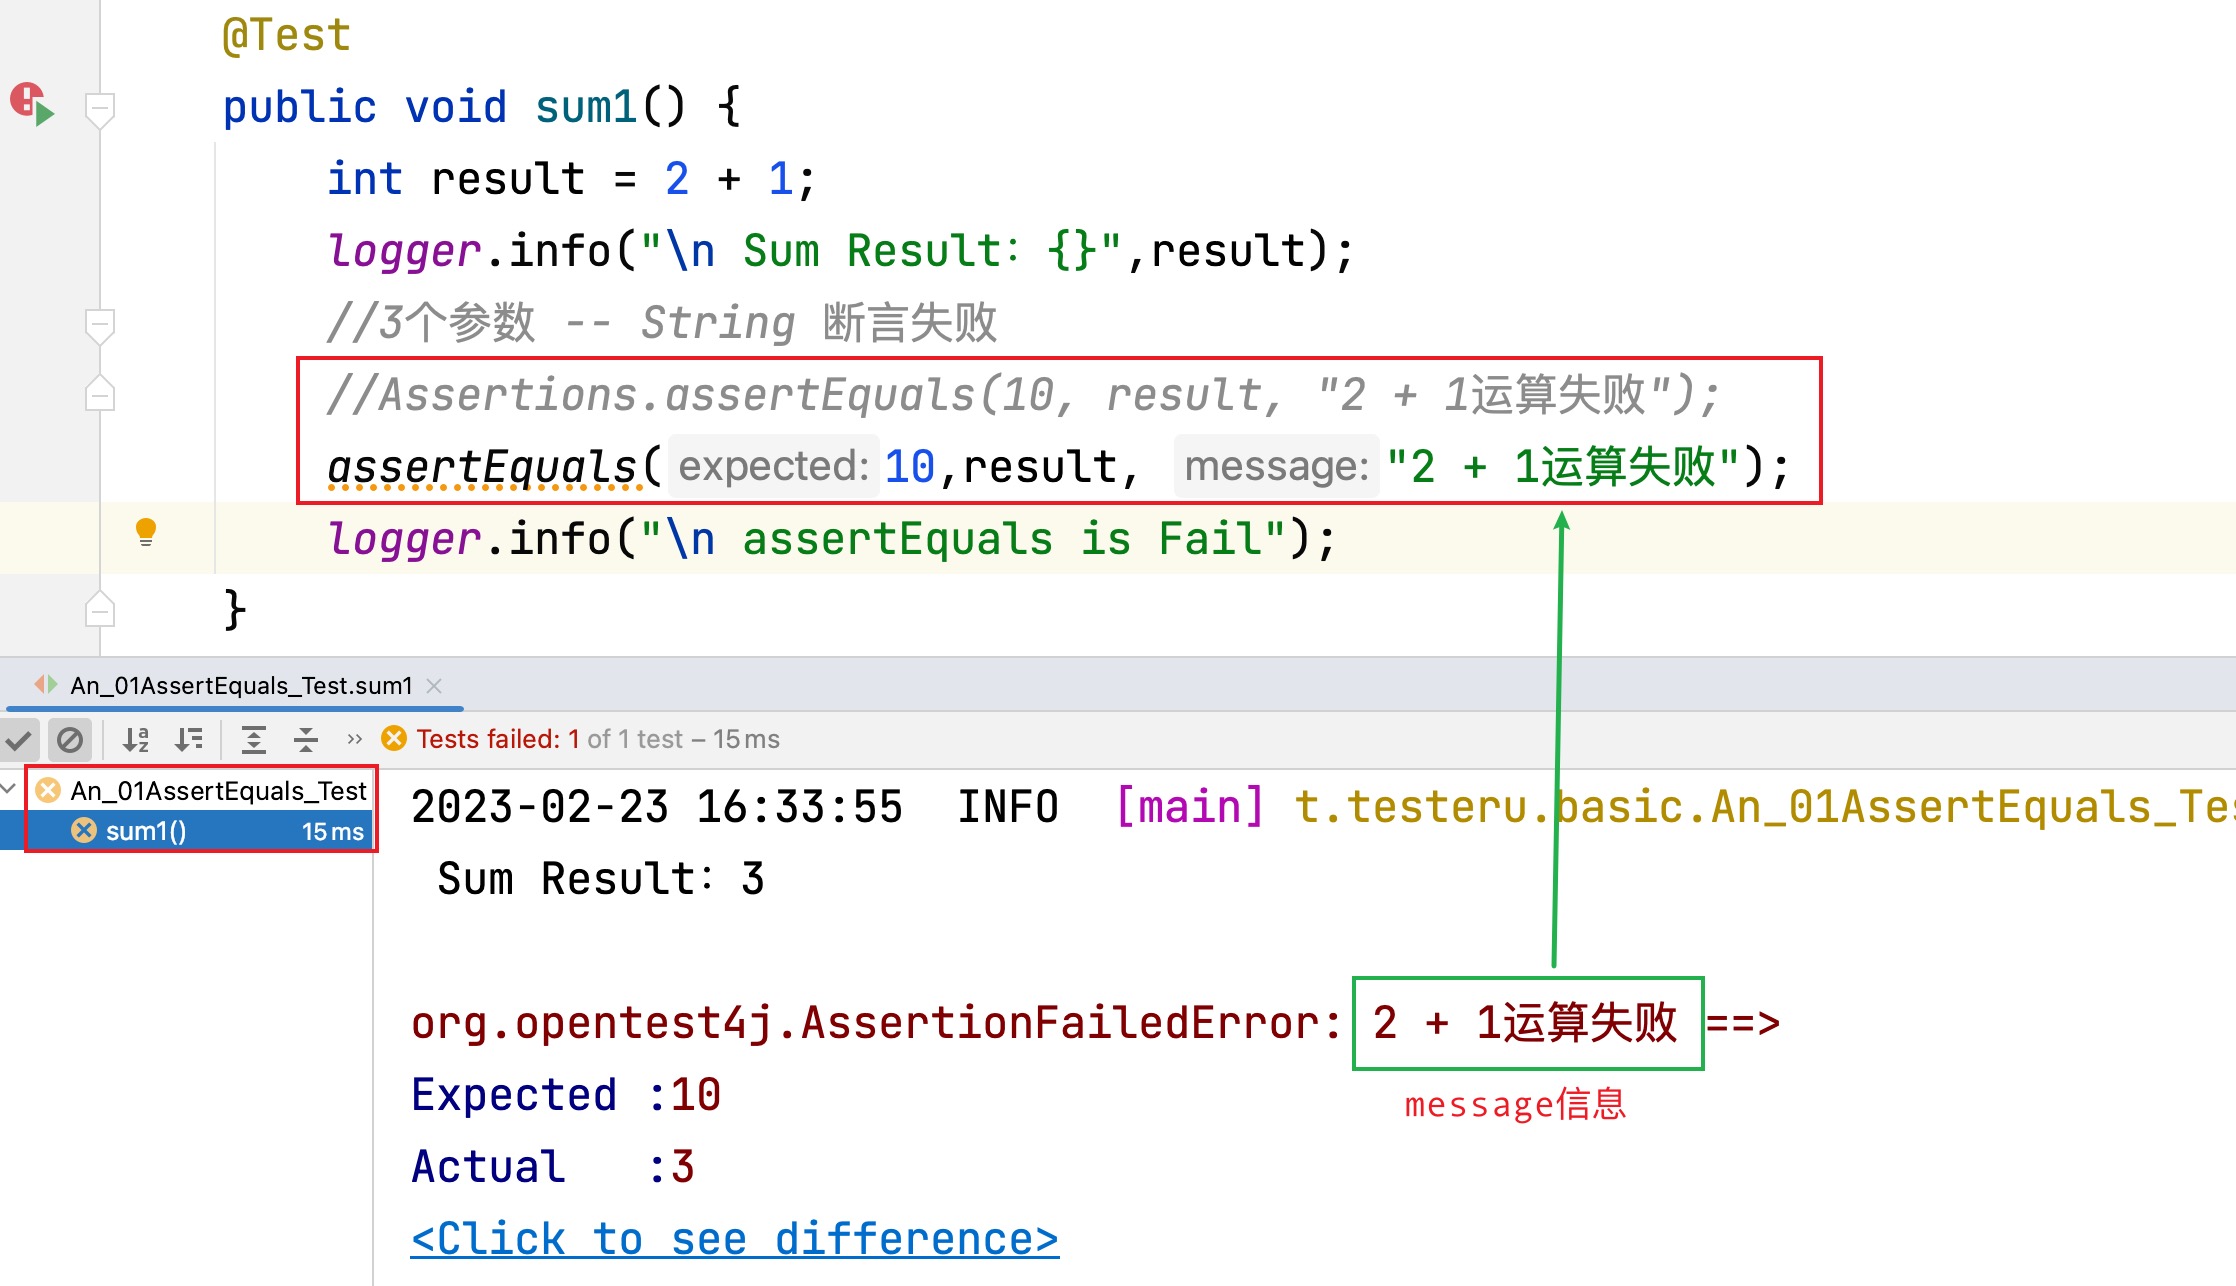 @Test
public void sum1() {
int result = 2 + 1;
logger.info("\n Sum Result: {}",result);
//3个参数 -- String 断言失败
//Assertions.assertEquals(10, result, "2 + 1运算失败");
assertEquals( expected: 10,result, message: "2 + 1运算失败");
logger.info("\n assertEquals is Fail");
}
An_01AssertEquals_Test.sum1
Tests failed: 1 of 1 test – 15 ms
An_01AssertEquals_Test
sum1() 15 ms
2023-02-23 16:33:55 INFO [main] t.testeru.basic.An_01AssertEquals_Tes
Sum Result: 3
org.opentest4j.AssertionFailedError: 2 + 1运算失败 ==>
message信息
Expected :10
Actual :3
<Click to see difference>